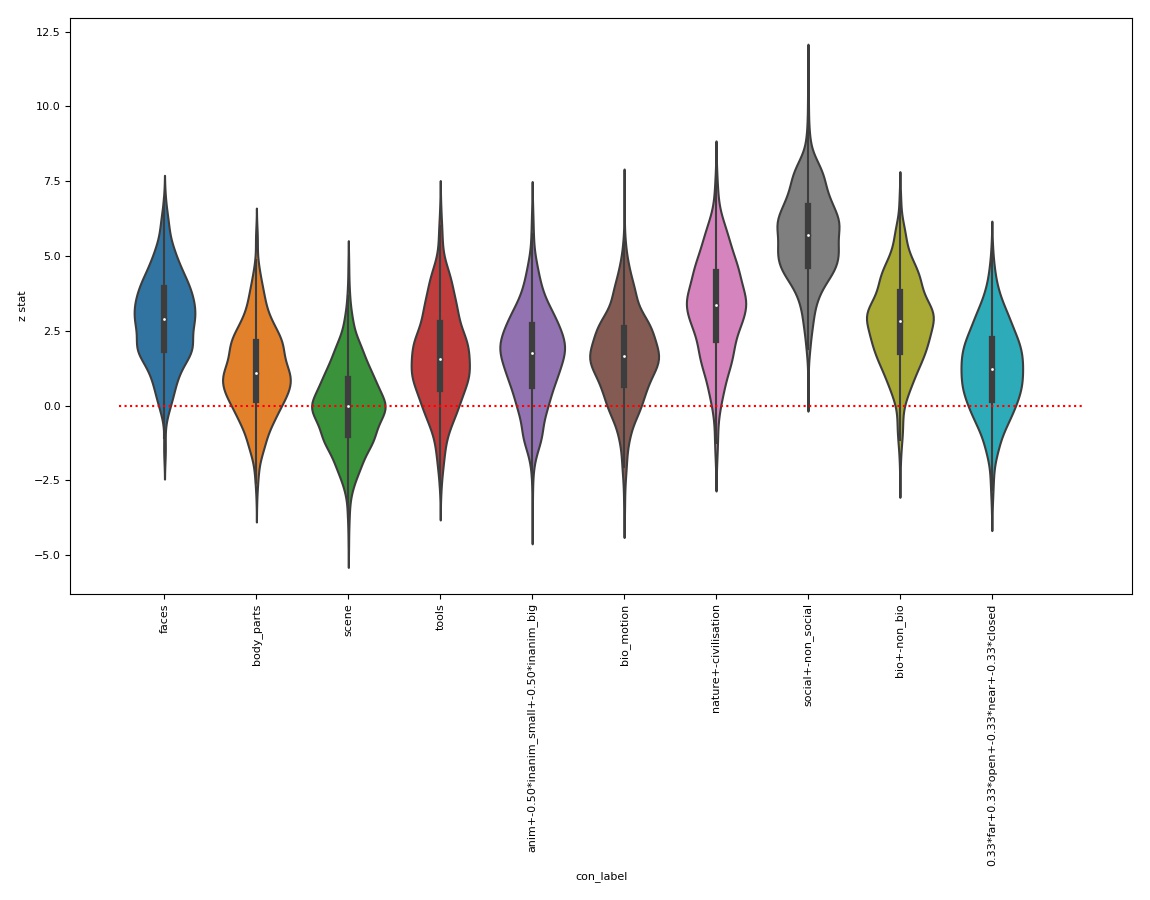 12.5
10.0
7.5
5.0
2.5
0.0
−2.5
−5.0
z stat
faces
body_parts
scene
tools
anim+-0.50*inanim_small+-0.50*inanim_big
bio_motion
nature+-civilisation
social+-non_social
bio+-non_bio
0.33*far+0.33*open+-0.33*near+-0.33*closed
con_label